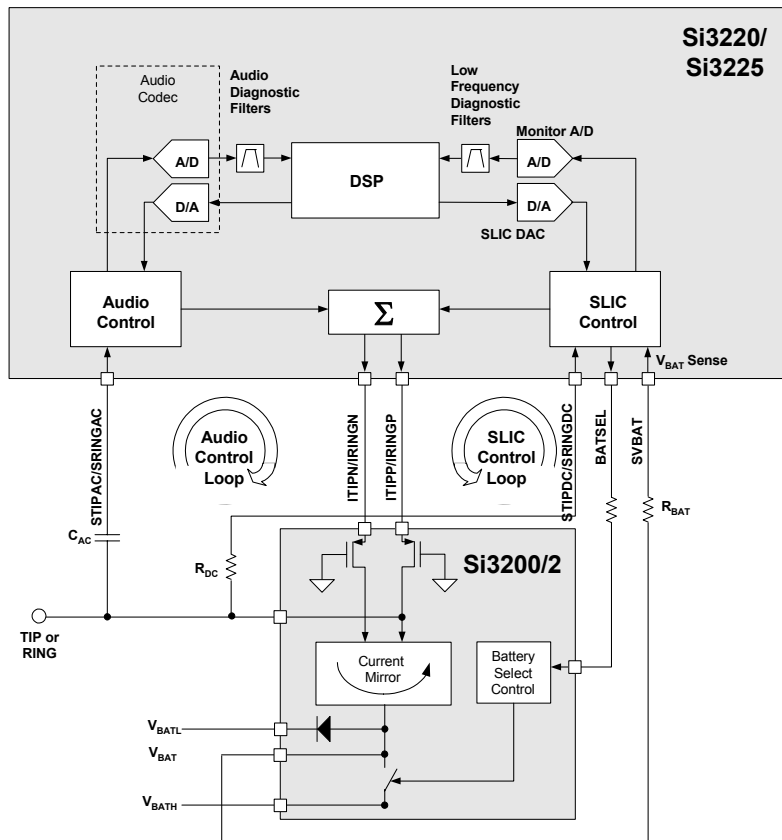 Si3220/
Si3225
Audio
Codec
Audio
Diagnostic
Filters
Low
Frequency
Diagnostic
Filters
Monitor A/D
A/D
DSP
A/D
D/A
D/A
SLIC DAC
Audio
Control
Σ
SLIC
Control
VBAT Sense
STIPAC/SRINGAC
Audio
Control
Loop
ITIPN/IRINGN
ITIPP/IRINGP
SLIC
Control
Loop
STIPDC/SRINGDC
BATSEL
SVBAT
CAC
RDC
RBAT
Si3200/2
TIP or
RING
Current
Mirror
Battery
Select
Control
VBATL
VBAT
VBATH